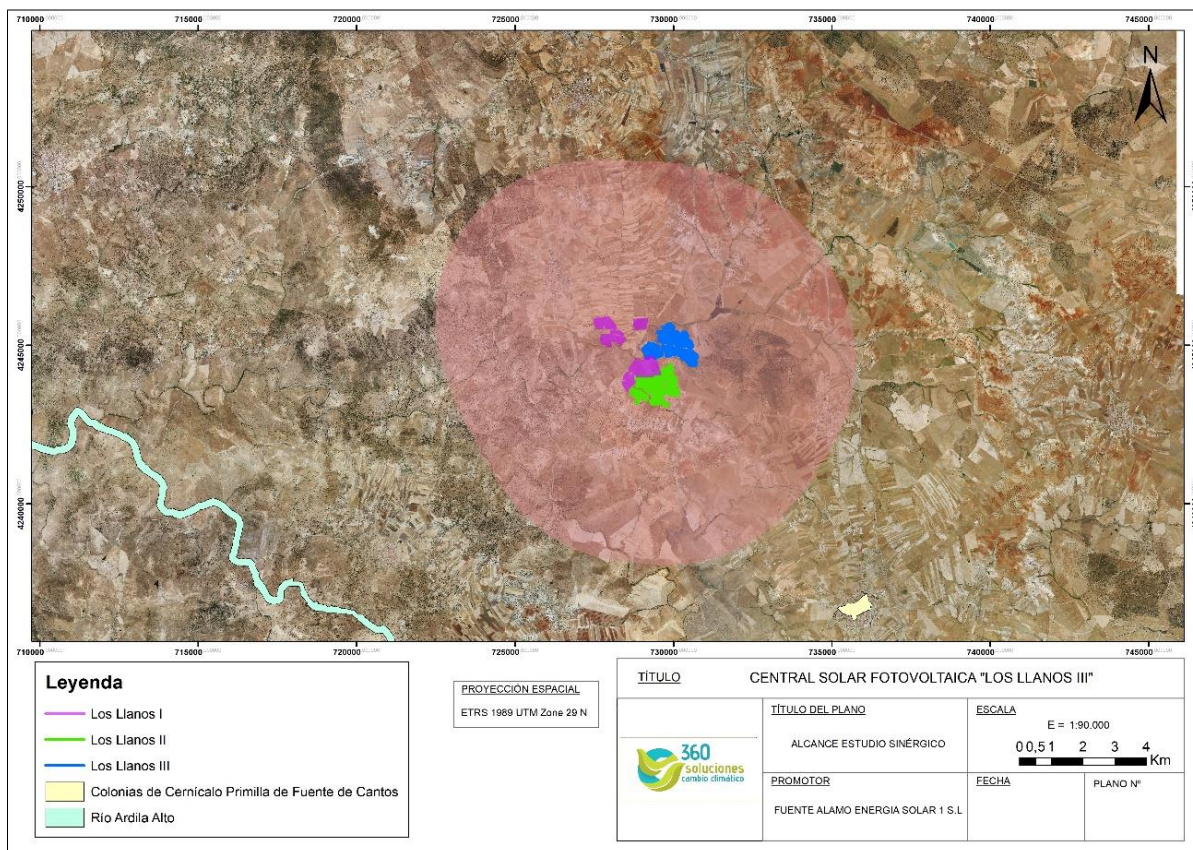 710000 715000 720000 725000 730000 735000 740000 745000
N
4250000
4245000
4240000
4
710000 715000 720000 725000 730000 735000 740000 745000
Leyenda
Los Llanos I
Los Llanos II
Los Llanos III
Colonias de Cernícalo Primilla de Fuente de Cantos
Río Ardila Alto
PROYECCIÓN ESPACIAL
ETRS 1989 UTM Zone 29 N
TÍTULO CENTRAL SOLAR FOTOVOLTAICA "LOS LLANOS III"
360
soluciones
cambio climático
TÍTULO DEL PLANO
ALCANCE ESTUDIO SINÉRGICO
ESCALA
E = 1:90.000
0 0,5 1 2 3 4
Km
PROMOTOR
FUENTE ALAMO ENERGIA SOLAR 1 S.L
FECHA
PLANO Nº